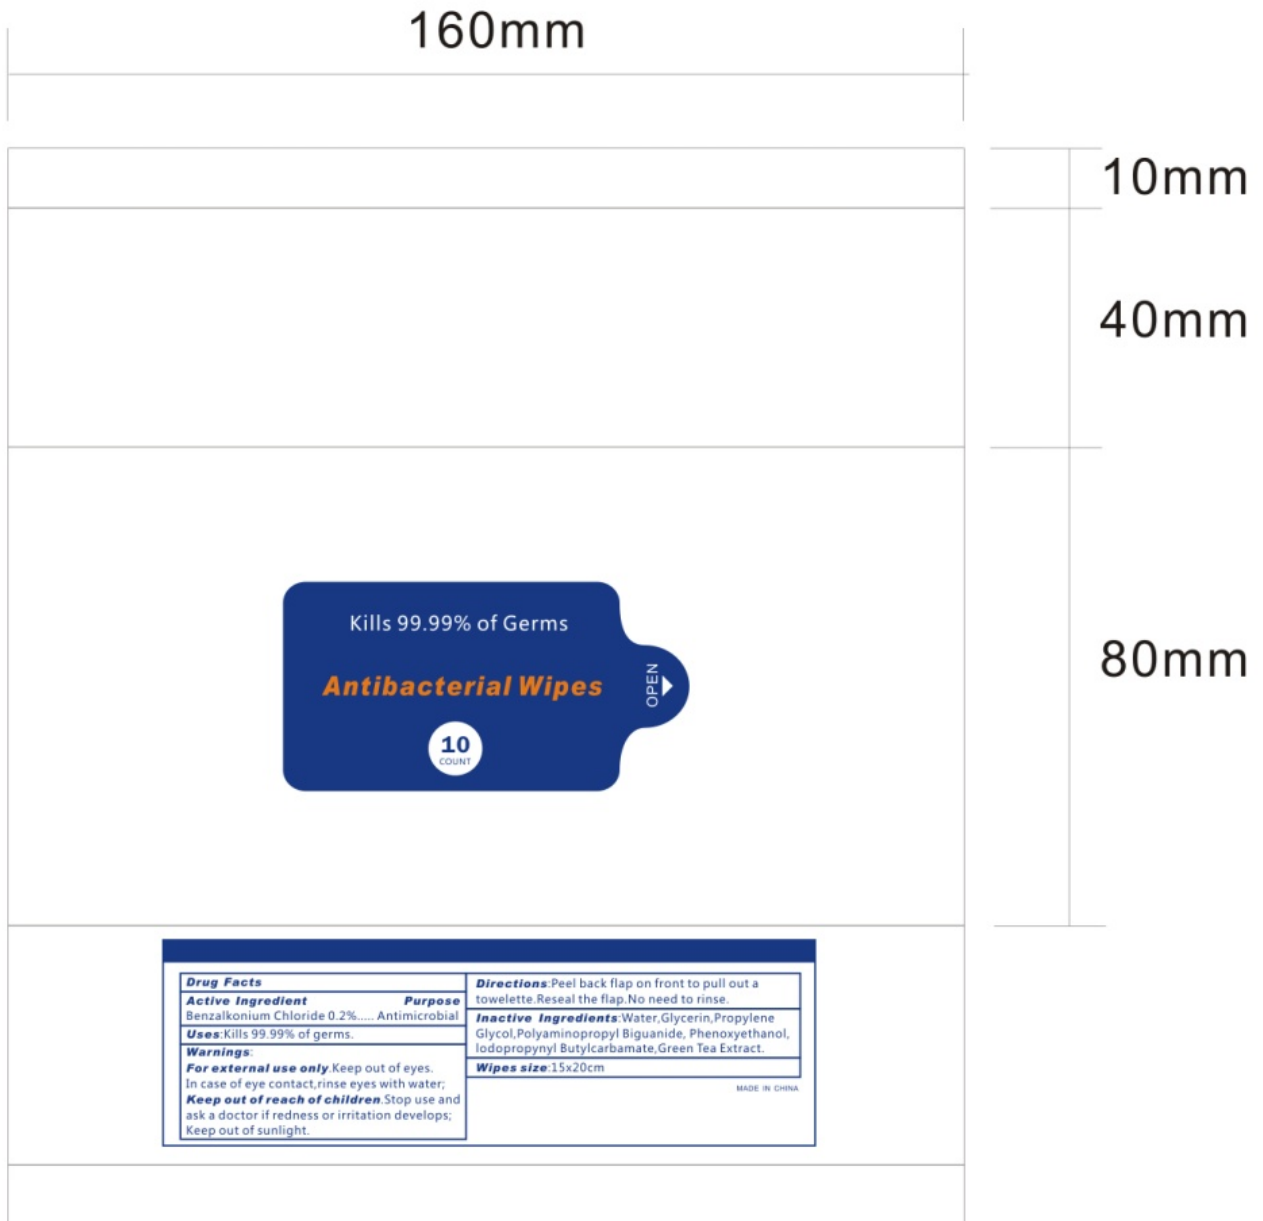 160mm
10mm
40mm
80mm
Kills 99.99% of Germs
Antibacterial Wipes
OPEN
10
COUNT
Drug Facts
Active Ingredient Purpose
Benzalkonium Chloride 0.2%..... Antimicrobial
Uses:Kills 99.99% of germs.
Warnings:
For external use only.Keep out of eyes.
In case of eye contact,rinse eyes with water;
Keep out of reach of children.Stop use and
ask a doctor if redness or irritation develops;
Keep out of sunlight.
Directions:Peel back flap on front to pull out a
towelette.Reseal the flap.No need to rinse.
Inactive Ingredients:Water,Glycerin,Propylene
Glycol,Polyaminopropyl Biguanide, Phenoxyethanol,
Iodopropynyl Butylcarbamate,Green Tea Extract.
Wipes size:15x20cm
MADE IN CHINA